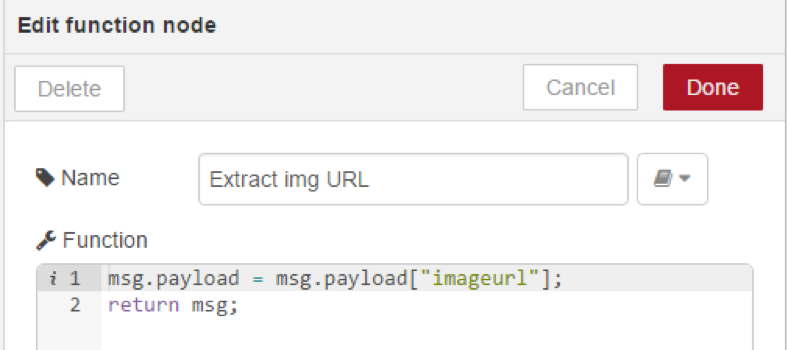 Edit function node
Delete Cancel Done
Name Extract img URL
Function
i 1 msg.payload = msg.payload["imageurl"];
2 return msg;